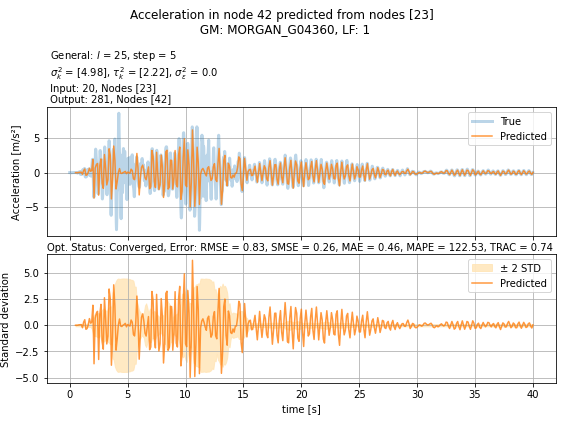 Acceleration in node 42 predicted from nodes [23]
GM: MORGAN_G04360, LF: 1
General: l = 25, step = 5
σ²ₖ = [4.98], τ²ₖ = [2.22], σ²ε = 0.0
Input: 20, Nodes [23]
Output: 281, Nodes [42]
Acceleration [m/s²]
5
0
−5
True
Predicted
Opt. Status: Converged, Error: RMSE = 0.83, SMSE = 0.26, MAE = 0.46, MAPE = 122.53, TRAC = 0.74
Standard deviation
5.0
2.5
0.0
−2.5
−5.0
± 2 STD
Predicted
0 5 10 15 20 25 30 35 40
time [s]